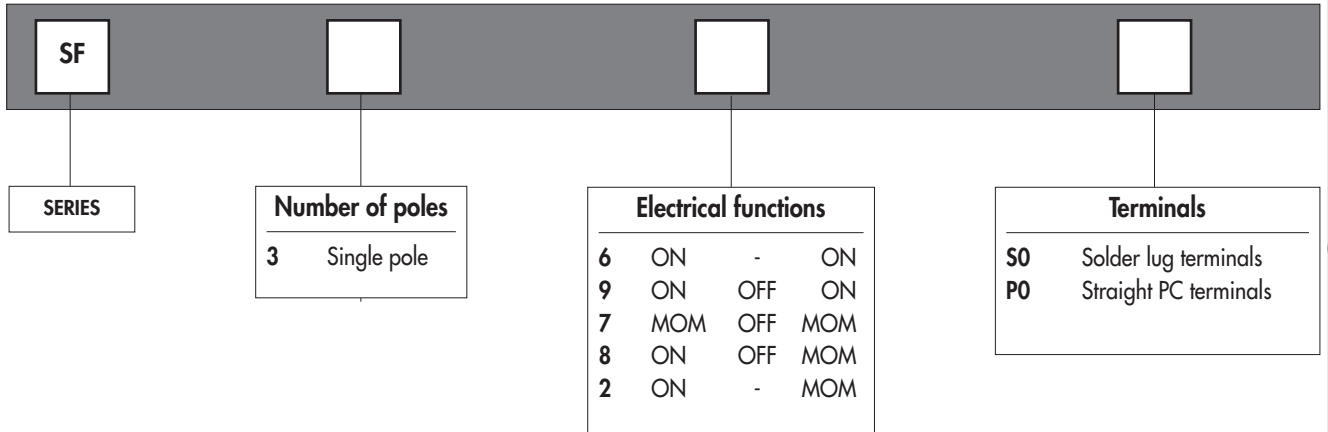 SF
SERIES
Number of poles
3 Single pole
Electrical functions
6 ON - ON
9 ON OFF ON
7 MOM OFF MOM
8 ON OFF MOM
2 ON - MOM
Terminals
S0 Solder lug terminals
P0 Straight PC terminals